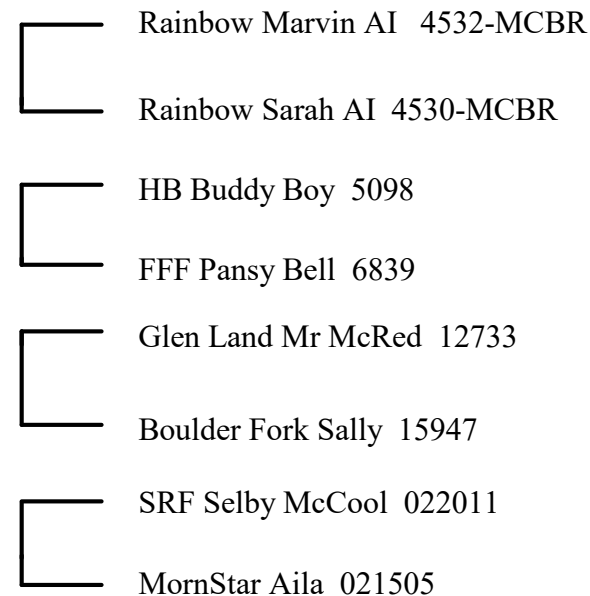 Rainbow Marvin AI 4532-MCBR
Rainbow Sarah AI 4530-MCBR
HB Buddy Boy 5098
FFF Pansy Bell 6839
Glen Land Mr McRed 12733
Boulder Fork Sally 15947
SRF Selby McCool 022011
MornStar Aila 021505